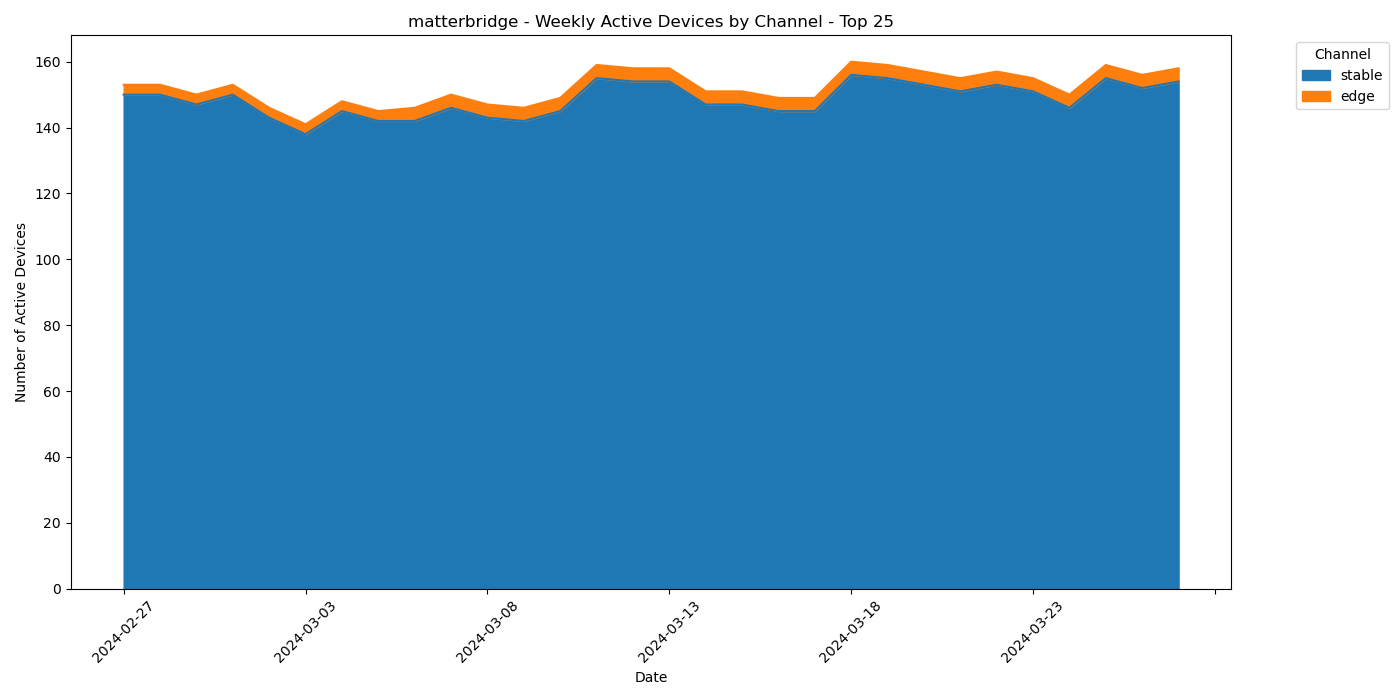 matterbridge - Weekly Active Devices by Channel - Top 25
Number of Active Devices
160
140
120
100
80
60
40
20
0
2024-02-27
2024-03-03
2024-03-08
2024-03-13
2024-03-18
2024-03-23
Date
Channel
stable
edge